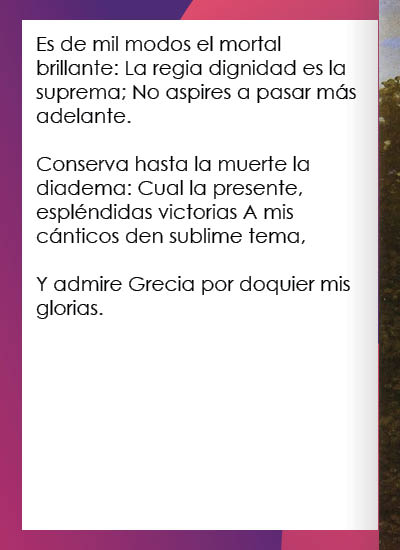 Es de mil modos el mortal
brillante: La regia dignidad es la
suprema; No aspires a pasar más
adelante.
Conserva hasta la muerte la
diadema: Cual la presente,
espléndidas victorias A mis
cánticos den sublime tema,
Y admire Grecia por doquier mis
glorias.